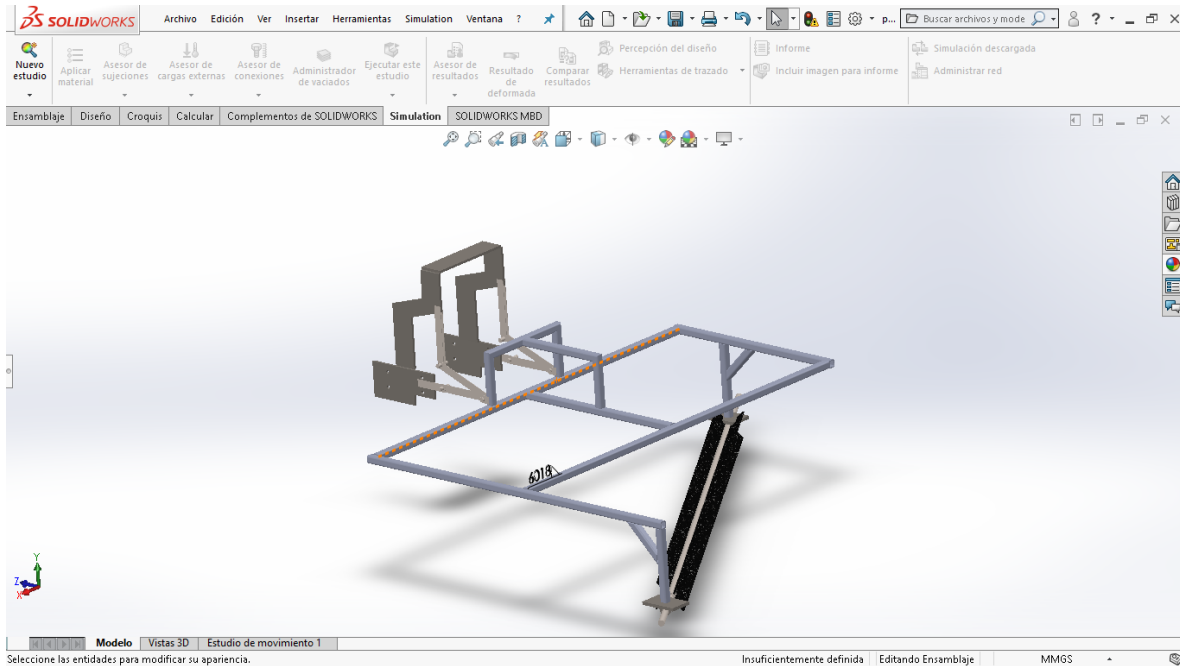 SOLIDWORKS Archivo Edición Ver Insertar Herramientas Simulation Ventana ? p... Buscar archivos y mode ?
Nuevo estudio
Aplicar material
Asesor de sujeciones
Asesor de cargas externas
Asesor de conexiones
Administrador de vaciados
Ejecutar este estudio
Asesor de resultados
Resultado de deformada
Comparar resultados
Percepción del diseño
Herramientas de trazado
Informe
Incluir imagen para informe
Simulación descargada
Administrar red
Ensamblaje Diseño Croquis Calcular Complementos de SOLIDWORKS Simulation SOLIDWORKS MBD
6018
Y
Z
X
Modelo Vistas 3D Estudio de movimiento 1
Seleccione las entidades para modificar su apariencia. Insuficientemente definida Editando Ensamblaje MMGS